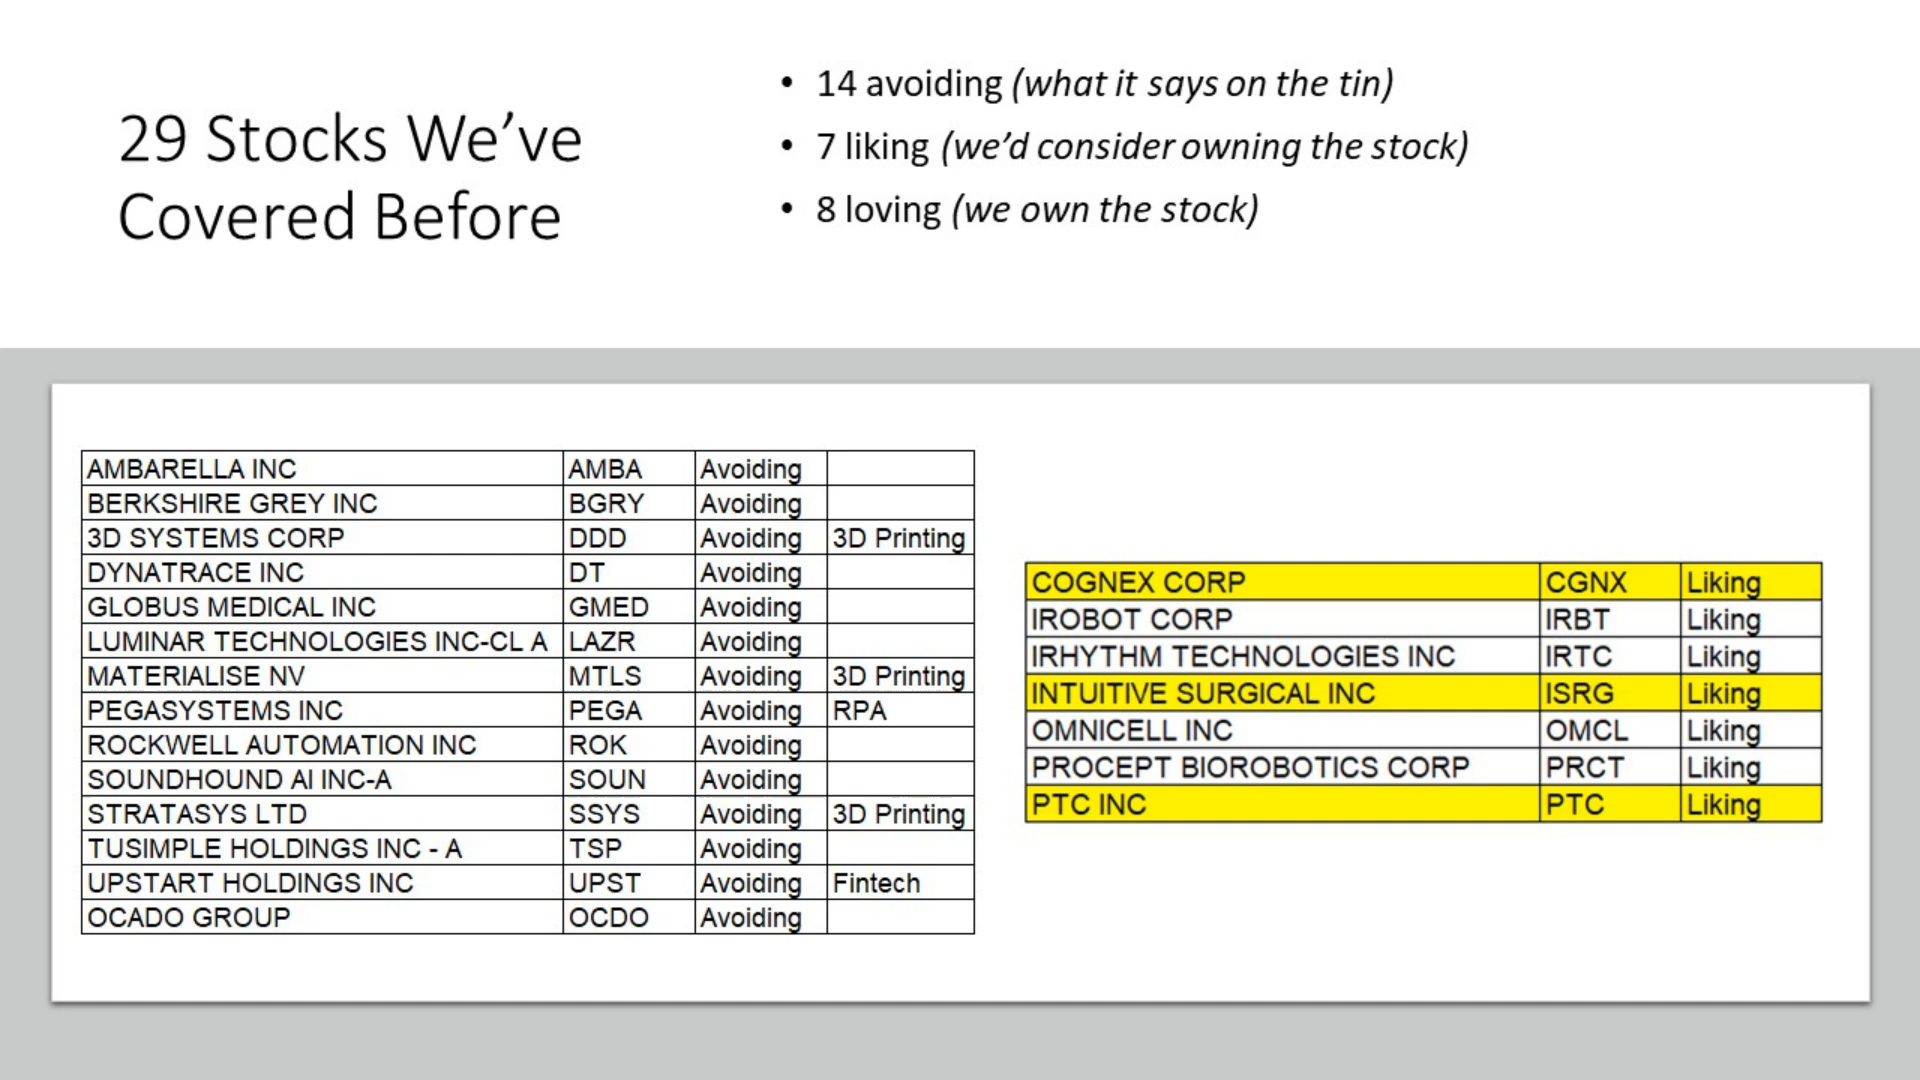 29 Stocks We’ve
Covered Before
• 14 avoiding (what it says on the tin)
• 7 liking (we’d consider owning the stock)
• 8 loving (we own the stock)
AMBARELLA INC AMBA Avoiding
BERKSHIRE GREY INC BGRY Avoiding
3D SYSTEMS CORP DDD Avoiding 3D Printing
DYNATRACE INC DT Avoiding
GLOBUS MEDICAL INC GMED Avoiding
LUMINAR TECHNOLOGIES INC-CL A LAZR Avoiding
MATERIALISE NV MTLS Avoiding 3D Printing
PEGASYSTEMS INC PEGA Avoiding RPA
ROCKWELL AUTOMATION INC ROK Avoiding
SOUNDHOUND AI INC-A SOUN Avoiding
STRATASYS LTD SSYS Avoiding 3D Printing
TUSIMPLE HOLDINGS INC - A TSP Avoiding
UPSTART HOLDINGS INC UPST Avoiding Fintech
OCADO GROUP OCDO Avoiding
COGNEX CORP CGNX Liking
IROBOT CORP IRBT Liking
IRHYTHM TECHNOLOGIES INC IRTC Liking
INTUITIVE SURGICAL INC ISRG Liking
OMNICELL INC OMCL Liking
PROCEPT BIOROBOTICS CORP PRCT Liking
PTC INC PTC Liking